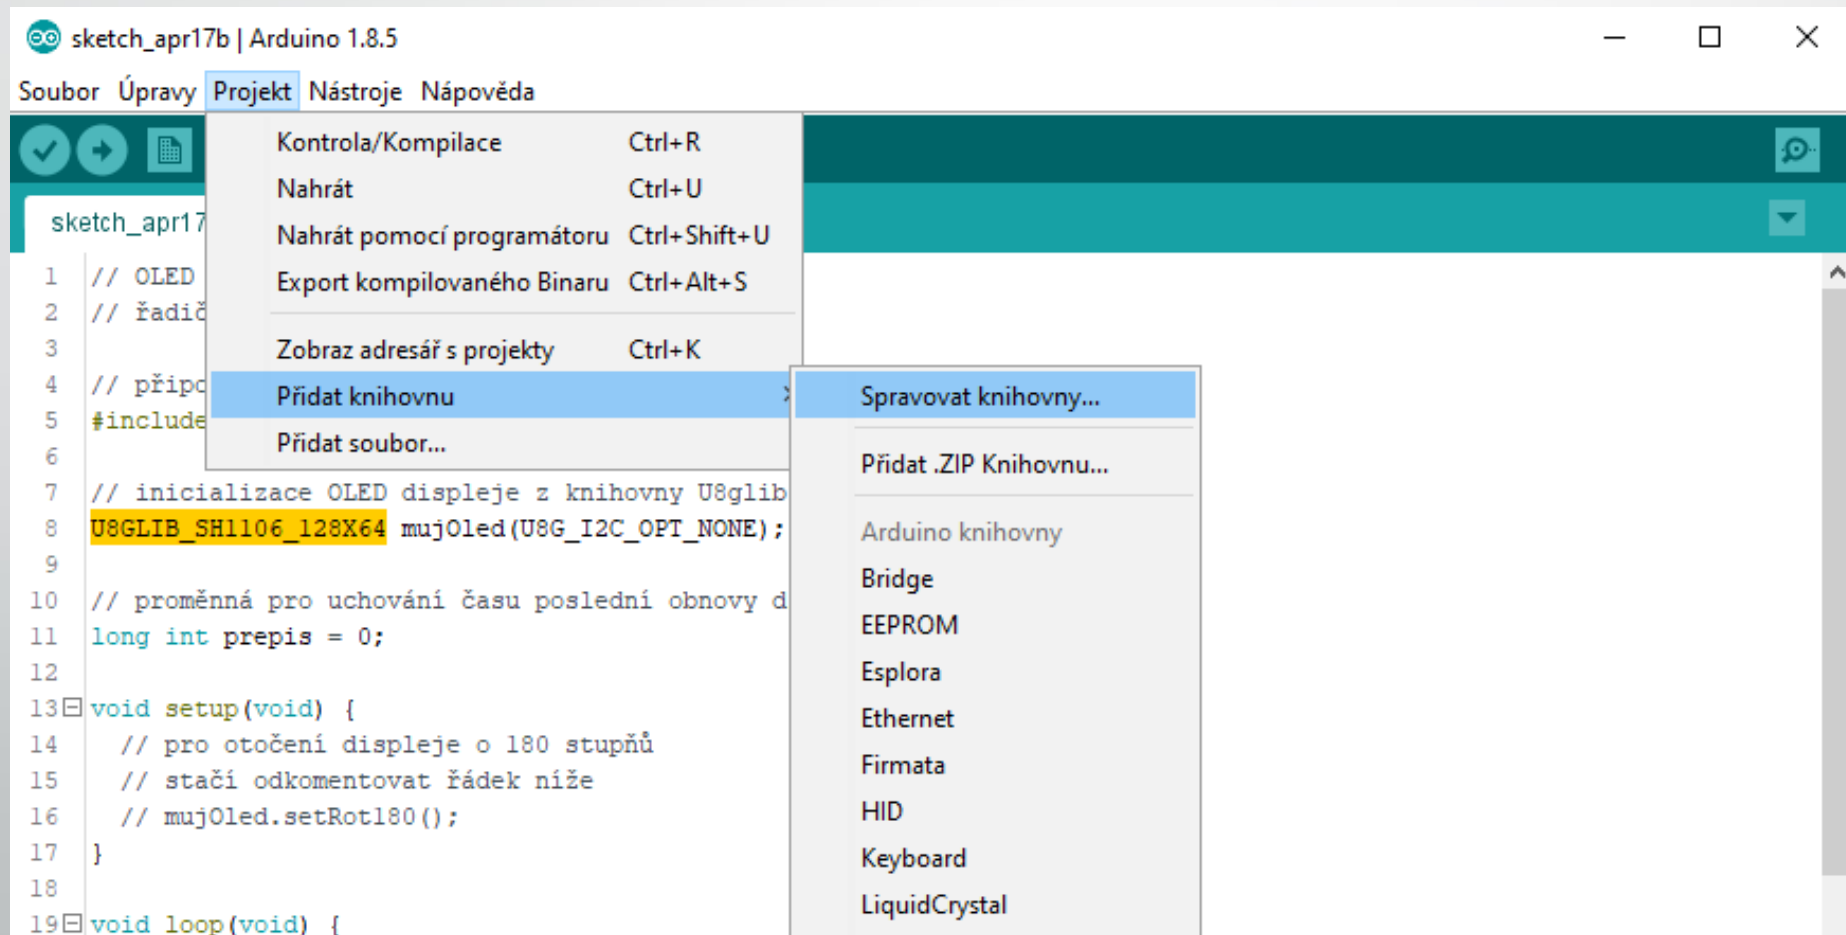 sketch_apr17b | Arduino 1.8.5
Soubor Úpravy Projekt Nástroje Nápověda
Kontrola/Kompilace Ctrl+R
Nahrát Ctrl+U
Nahrát pomocí programátoru Ctrl+Shift+U
Export kompilovaného Binaru Ctrl+Alt+S
Zobraz adresář s projekty Ctrl+K
Přidat knihovnu
Přidat soubor...
Spravovat knihovny...
Přidat .ZIP Knihovnu...
Arduino knihovny
Bridge
EEPROM
Esplora
Ethernet
Firmata
HID
Keyboard
LiquidCrystal
sketch_apr17
1 // OLED
2 // řadič
3
4 // přip
5 #include
6
7 // inicializace OLED displeje z knihovny U8glib
8 U8GLIB_SH1106_128X64 mujOled(U8G_I2C_OPT_NONE);
9
10 // proměnná pro uchování času poslední obnovy d
11 long int prepis = 0;
12
13 void setup(void) {
14 // pro otočení displeje o 180 stupňů
15 // stačí odkomentovat řádek níže
16 // mujOled.setRot180();
17 }
18
19 void loop(void) {